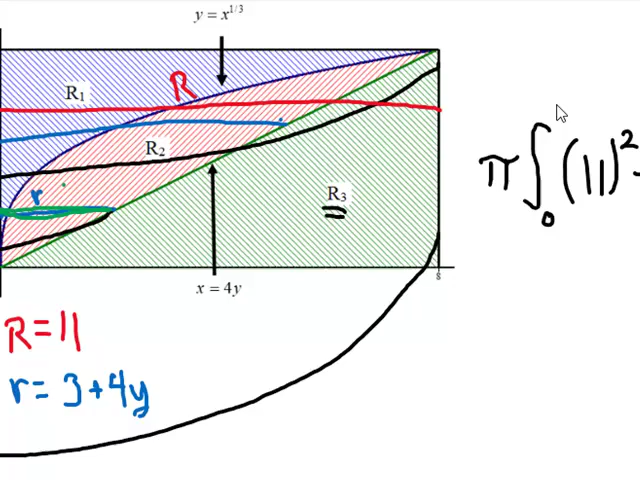 y = x^{1/3}
R₁
R
R₂
r
R₃
π∫₀ (11)² -
8
x = 4y
R = 11
r = 3 + 4y